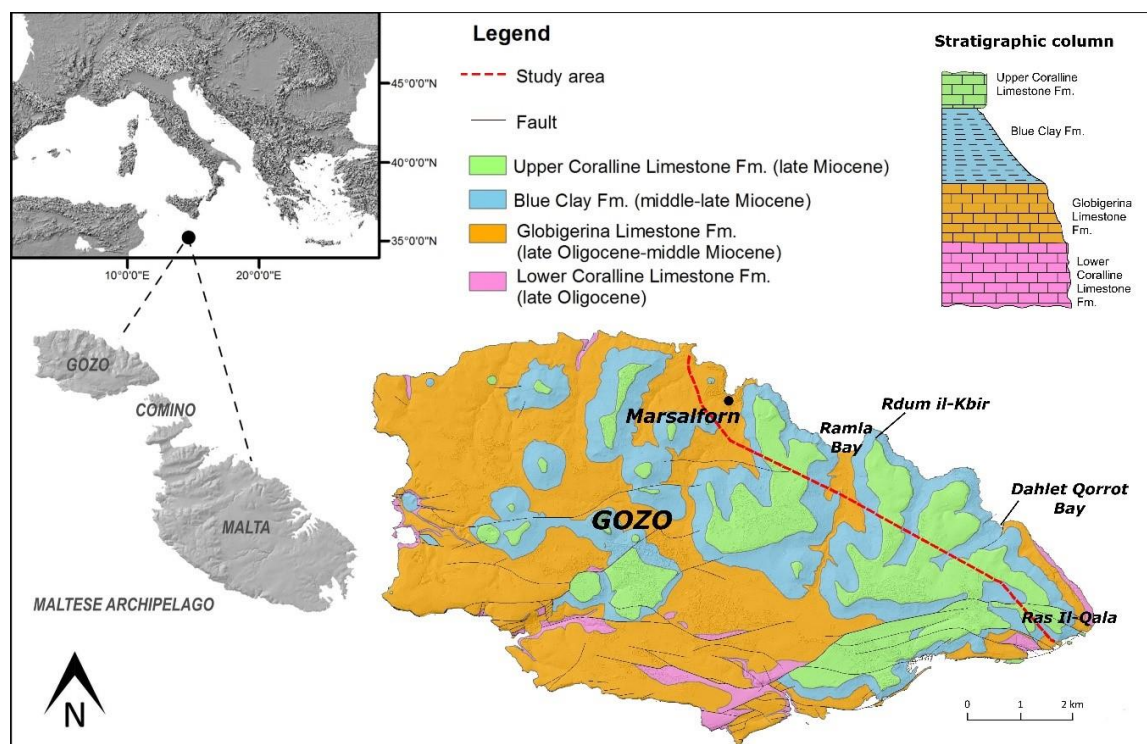 Legend
Study area
Fault
Upper Coralline Limestone Fm. (late Miocene)
Blue Clay Fm. (middle-late Miocene)
Globigerina Limestone Fm.
(late Oligocene-middle Miocene)
Lower Coralline Limestone Fm.
(late Oligocene)
Stratigraphic column
Upper Coralline
Limestone Fm.
Blue Clay Fm.
Globigerina
Limestone
Fm.
Lower
Coralline
Limestone
Fm.
45°0'0"N
40°0'0"N
35°0'0"N
10°0'0"E
20°0'0"E
GOZO
COMINO
MALTA
MALTESE ARCHIPELAGO
N
Marsalforn
Ramla
Bay
Rdum il-Kbir
Dahlet Qorrot
Bay
GOZO
Ras Il-Qala
0 1 2 km